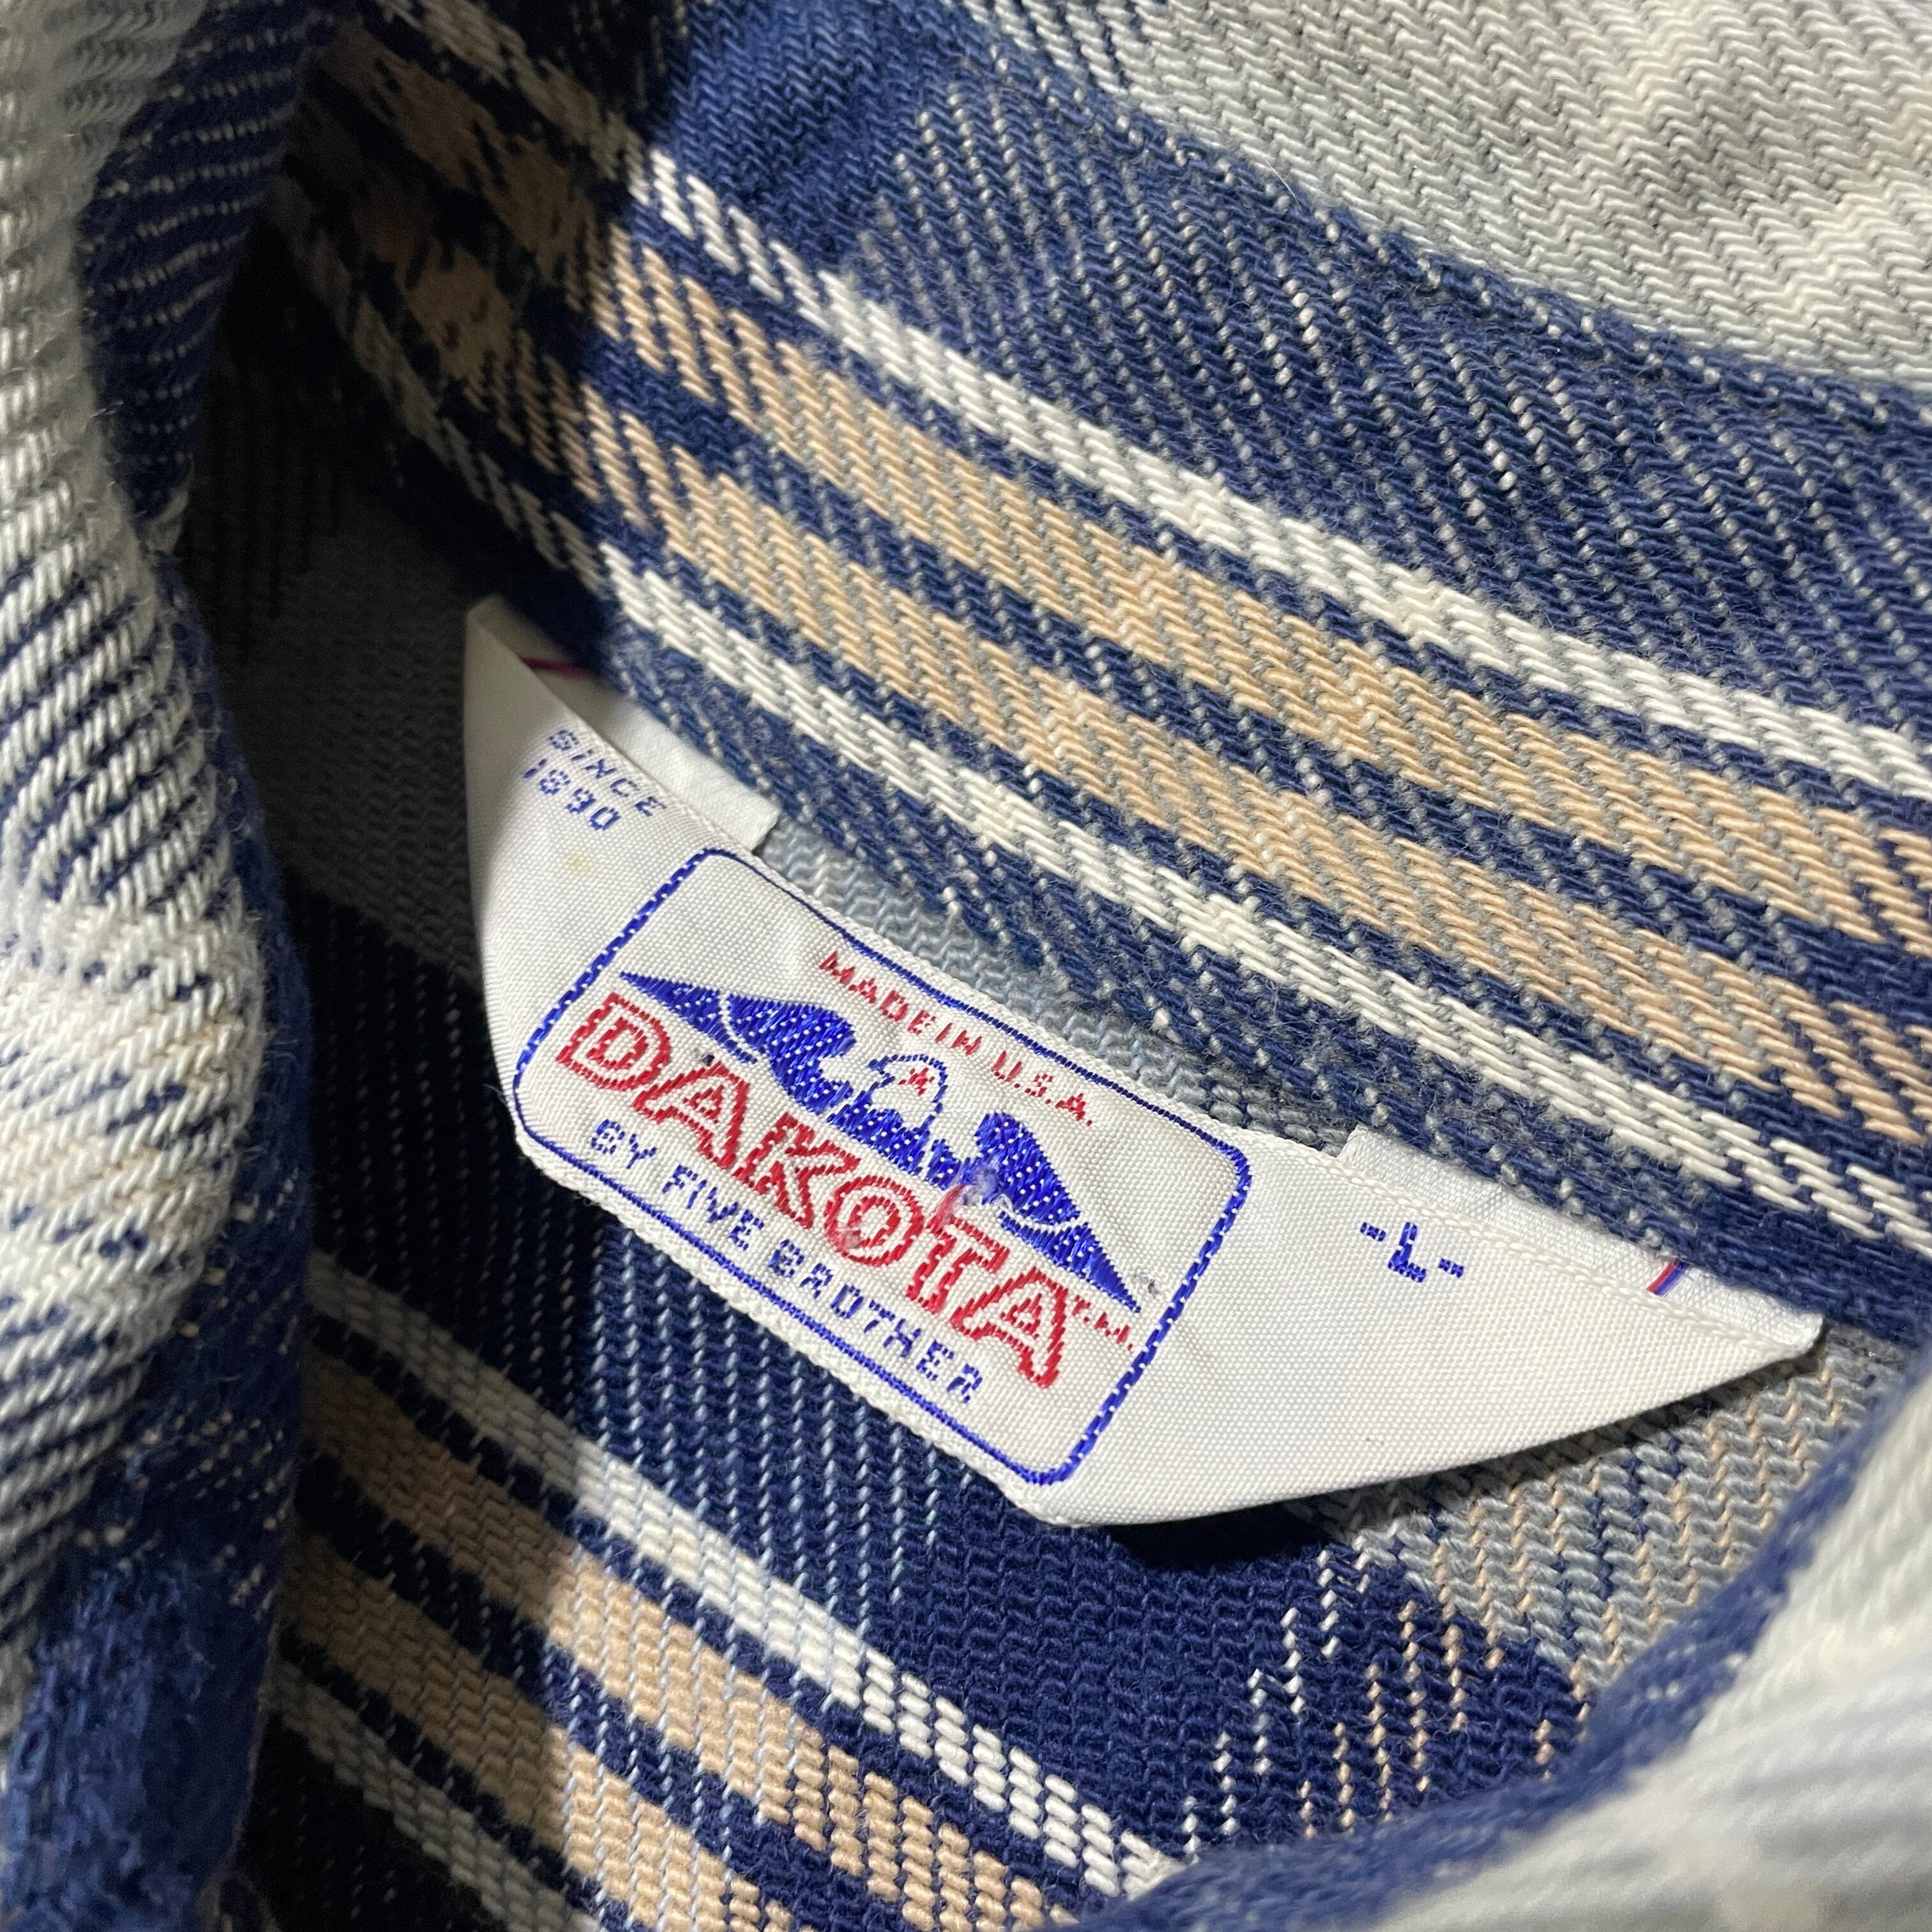 SINCE
1890
MADE IN U.S.A.
DAKOTA T.M.
BY FIVE BROTHER
-L-